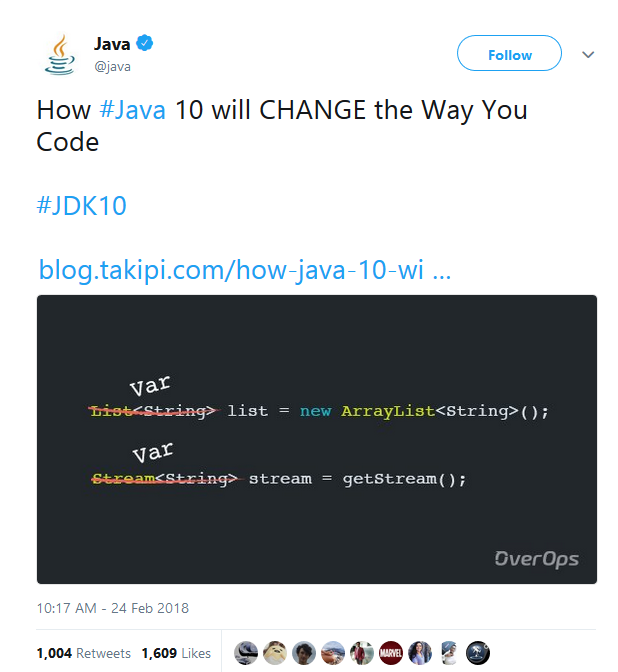 Java
@java
Follow
How #Java 10 will CHANGE the Way You
Code
#JDK10
blog.takipi.com/how-java-10-wi ...
var
List<String> list = new ArrayList<String>();
var
Stream<String> stream = getStream();
OverOps
10:17 AM - 24 Feb 2018
1,004 Retweets 1,609 Likes
MARVEL